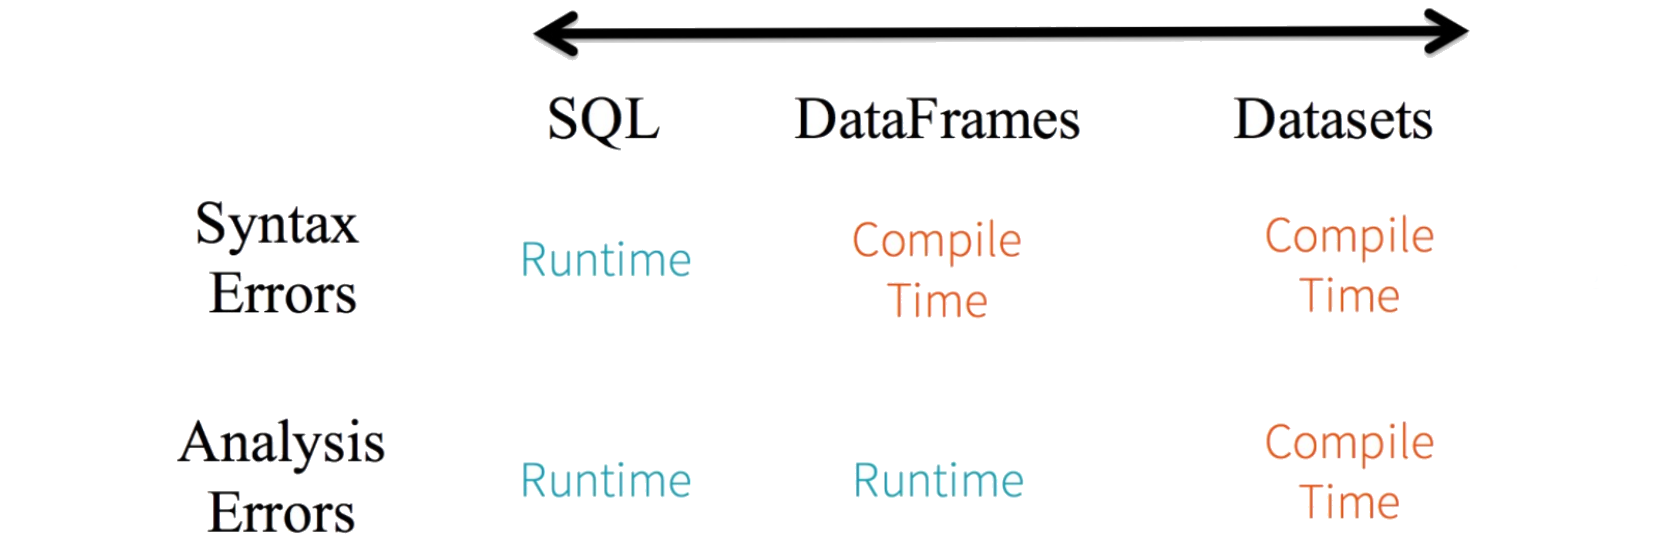 SQL DataFrames Datasets
Syntax
Errors
Runtime
Compile
Time
Compile
Time
Analysis
Errors
Runtime
Runtime
Compile
Time